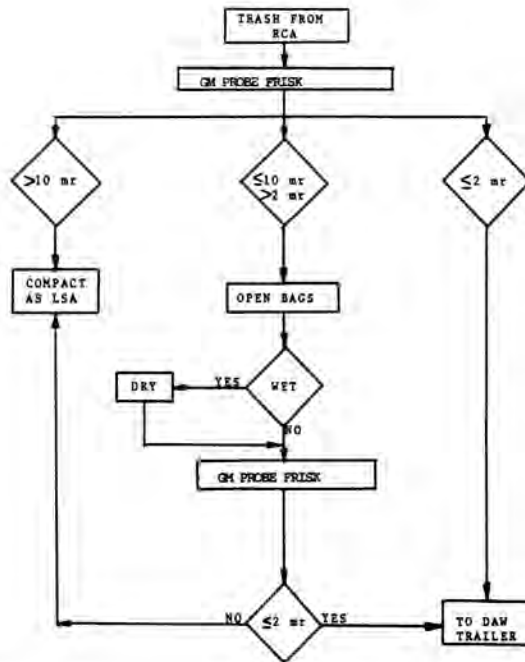 TRASH FROM
RCA
GM PROBE FRISK
>10 mr
≤10 mr
>2 mr
≤2 mr
COMPACT
AS LSA
OPEN BAGS
DRY
YES
WET
NO
GM PROBE FRISK
NO
≤2 mr
YES
TO DAW
TRAILER